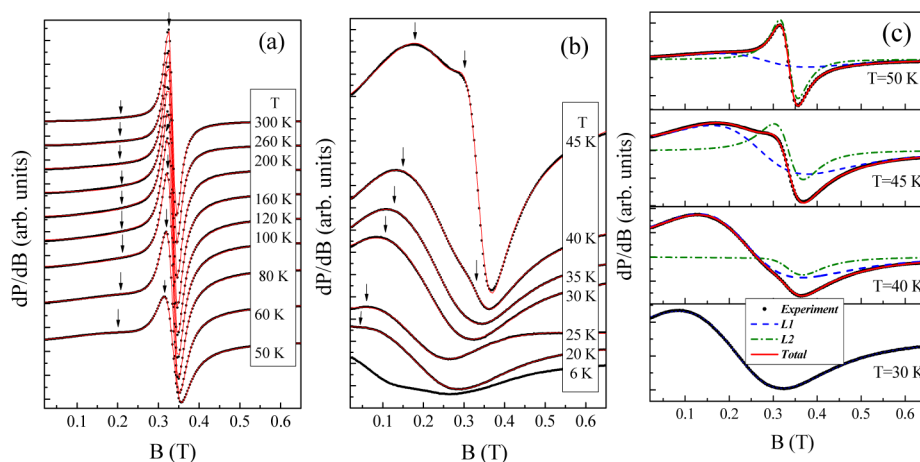 (a)
T
300 K
260 K
200 K
160 K
120 K
100 K
80 K
60 K
50 K
dP/dB (arb. units)
0.1 0.2 0.3 0.4 0.5 0.6
B (T)
(b)
T
45 K
40 K
35 K
30 K
25 K
20 K
6 K
dP/dB (arb. units)
0.1 0.2 0.3 0.4 0.5 0.6
B (T)
(c)
T=50 K
T=45 K
T=40 K
Experiment
L1
L2
Total
T=30 K
dP/dB (arb. units)
0.1 0.2 0.3 0.4 0.5 0.6
B (T)